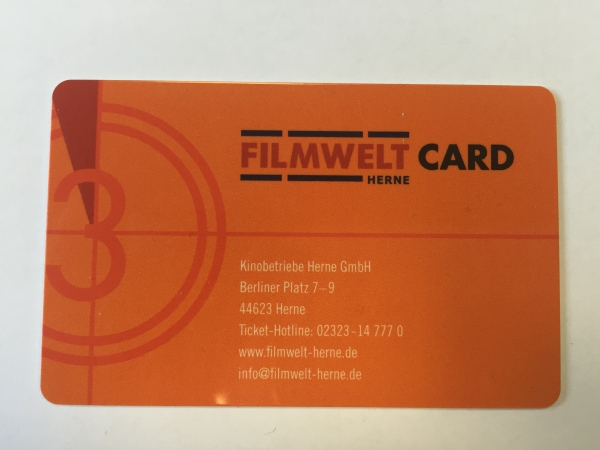 3
FILMWELT CARD
HERNE
Kinobetriebe Herne GmbH
Berliner Platz 7–9
44623 Herne
Ticket-Hotline: 02323-14 777 0
www.filmwelt-herne.de
info@filmwelt-herne.de